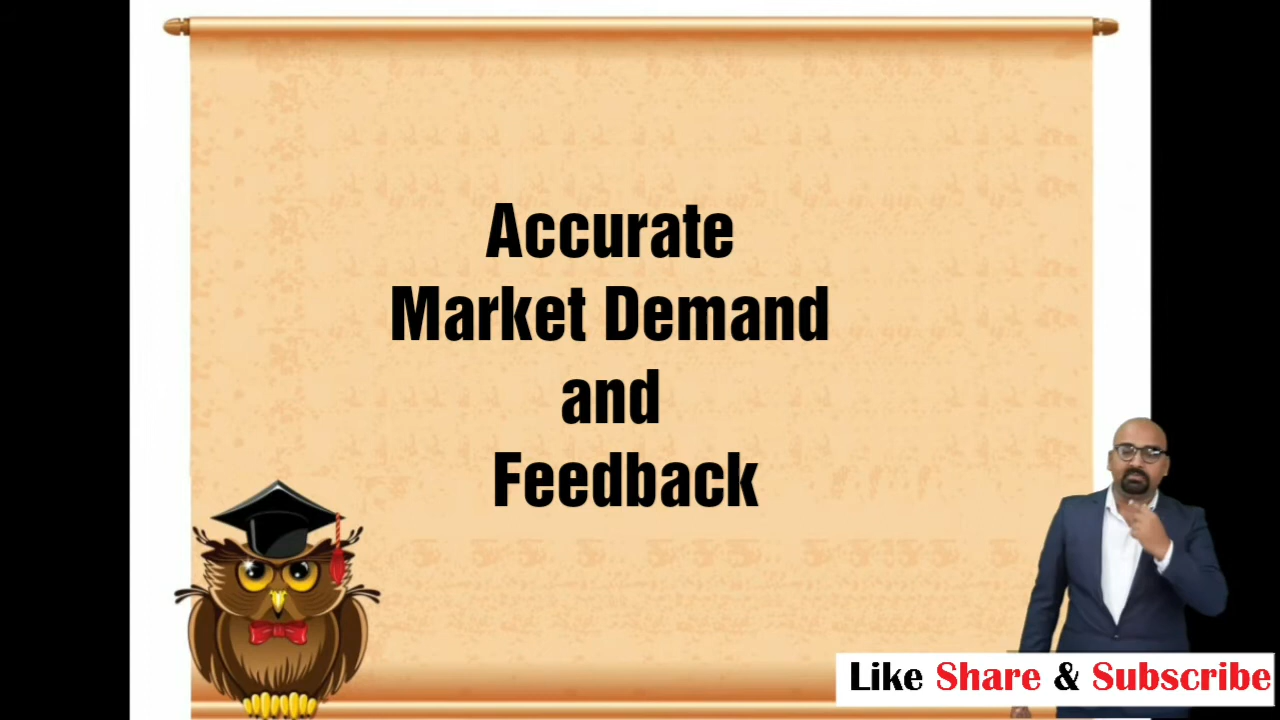 Accurate
Market Demand
and
Feedback
Like Share & Subscribe